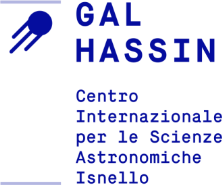 GAL
HASSIN
Centro
Internazionale
per le Scienze
Astronomiche
Isnello